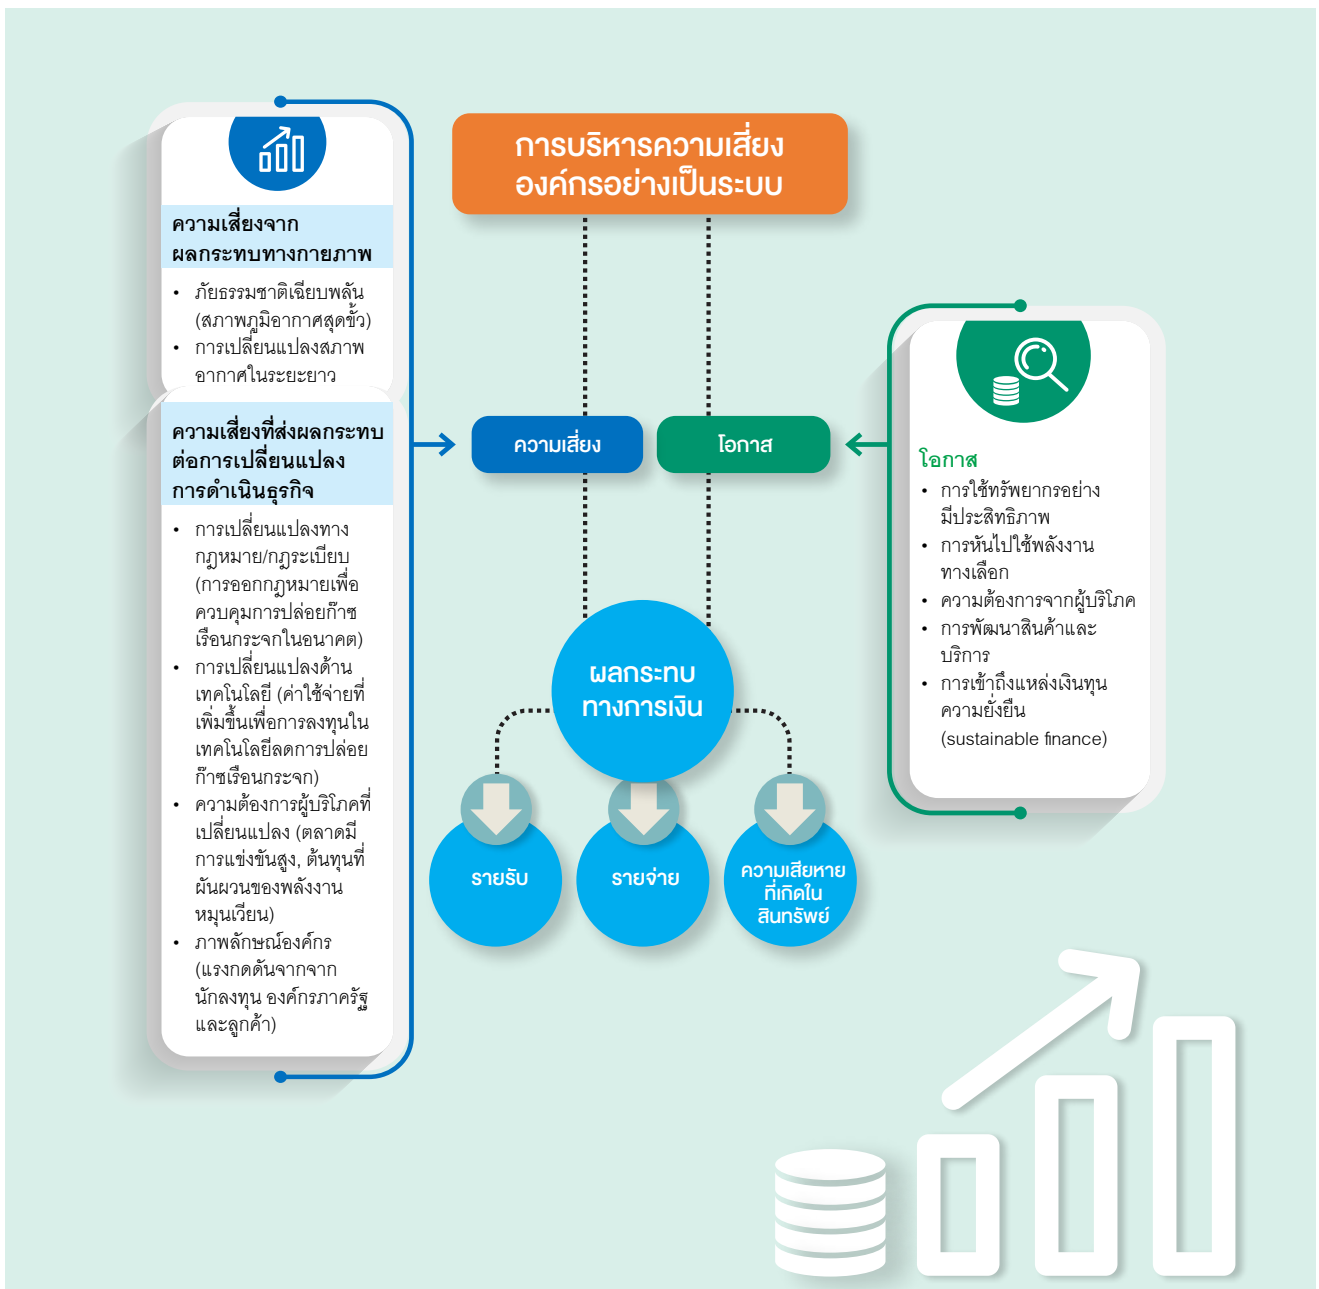 การบริหารความเสี่ยง
องค์กรอย่างเป็นระบบ
ความเสี่ยงจาก
ผลกระทบทางกายภาพ
• ภัยธรรมชาติเฉียบพลัน
(สภาพภูมิอากาศสุดขั้ว)
• การเปลี่ยนแปลงสภาพ
อากาศในระยะยาว
ความเสี่ยงที่ส่งผลกระทบ
ต่อการเปลี่ยนแปลง
การดำเนินธุรกิจ
• การเปลี่ยนแปลงทาง
กฎหมาย/กฎระเบียบ
(การออกกฎหมายเพื่อ
ควบคุมการปล่อยก๊าซ
เรือนกระจกในอนาคต)
• การเปลี่ยนแปลงด้าน
เทคโนโลยี (ค่าใช้จ่ายที่
เพิ่มขึ้นเพื่อการลงทุนใน
เทคโนโลยีลดการปล่อย
ก๊าซเรือนกระจก)
• ความต้องการผู้บริโภคที่
เปลี่ยนแปลง (ตลาดมี
การแข่งขันสูง, ต้นทุนที่
ผันผวนของพลังงาน
หมุนเวียน)
• ภาพลักษณ์องค์กร
(แรงกดดันจากจาก
นักลงทุน องค์กรภาครัฐ
และลูกค้า)
ความเสี่ยง
โอกาส
โอกาส
• การใช้ทรัพยากรอย่าง
มีประสิทธิภาพ
• การหันไปใช้พลังงาน
ทางเลือก
• ความต้องการจากผู้บริโภค
• การพัฒนาสินค้าและ
บริการ
• การเข้าถึงแหล่งเงินทุน
ความยั่งยืน
(sustainable finance)
ผลกระทบ
ทางการเงิน
รายรับ
รายจ่าย
ความเสียหาย
ที่เกิดใน
สินทรัพย์